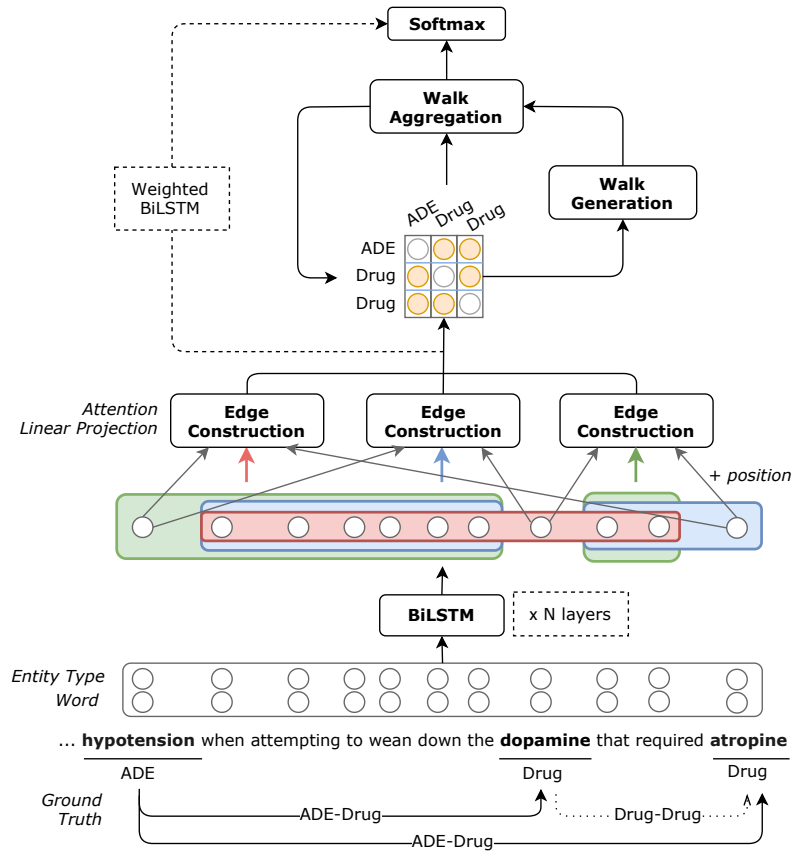 Softmax
Walk
Aggregation
Weighted
BiLSTM
Walk
Generation
ADE Drug Drug
ADE
Drug
Drug
Attention
Linear Projection
Edge
Construction
Edge
Construction
Edge
Construction
+ position
BiLSTM
x N layers
Entity Type
Word
... hypotension when attempting to wean down the dopamine that required atropine
ADE Drug Drug
Ground
Truth
ADE-Drug Drug-Drug
ADE-Drug